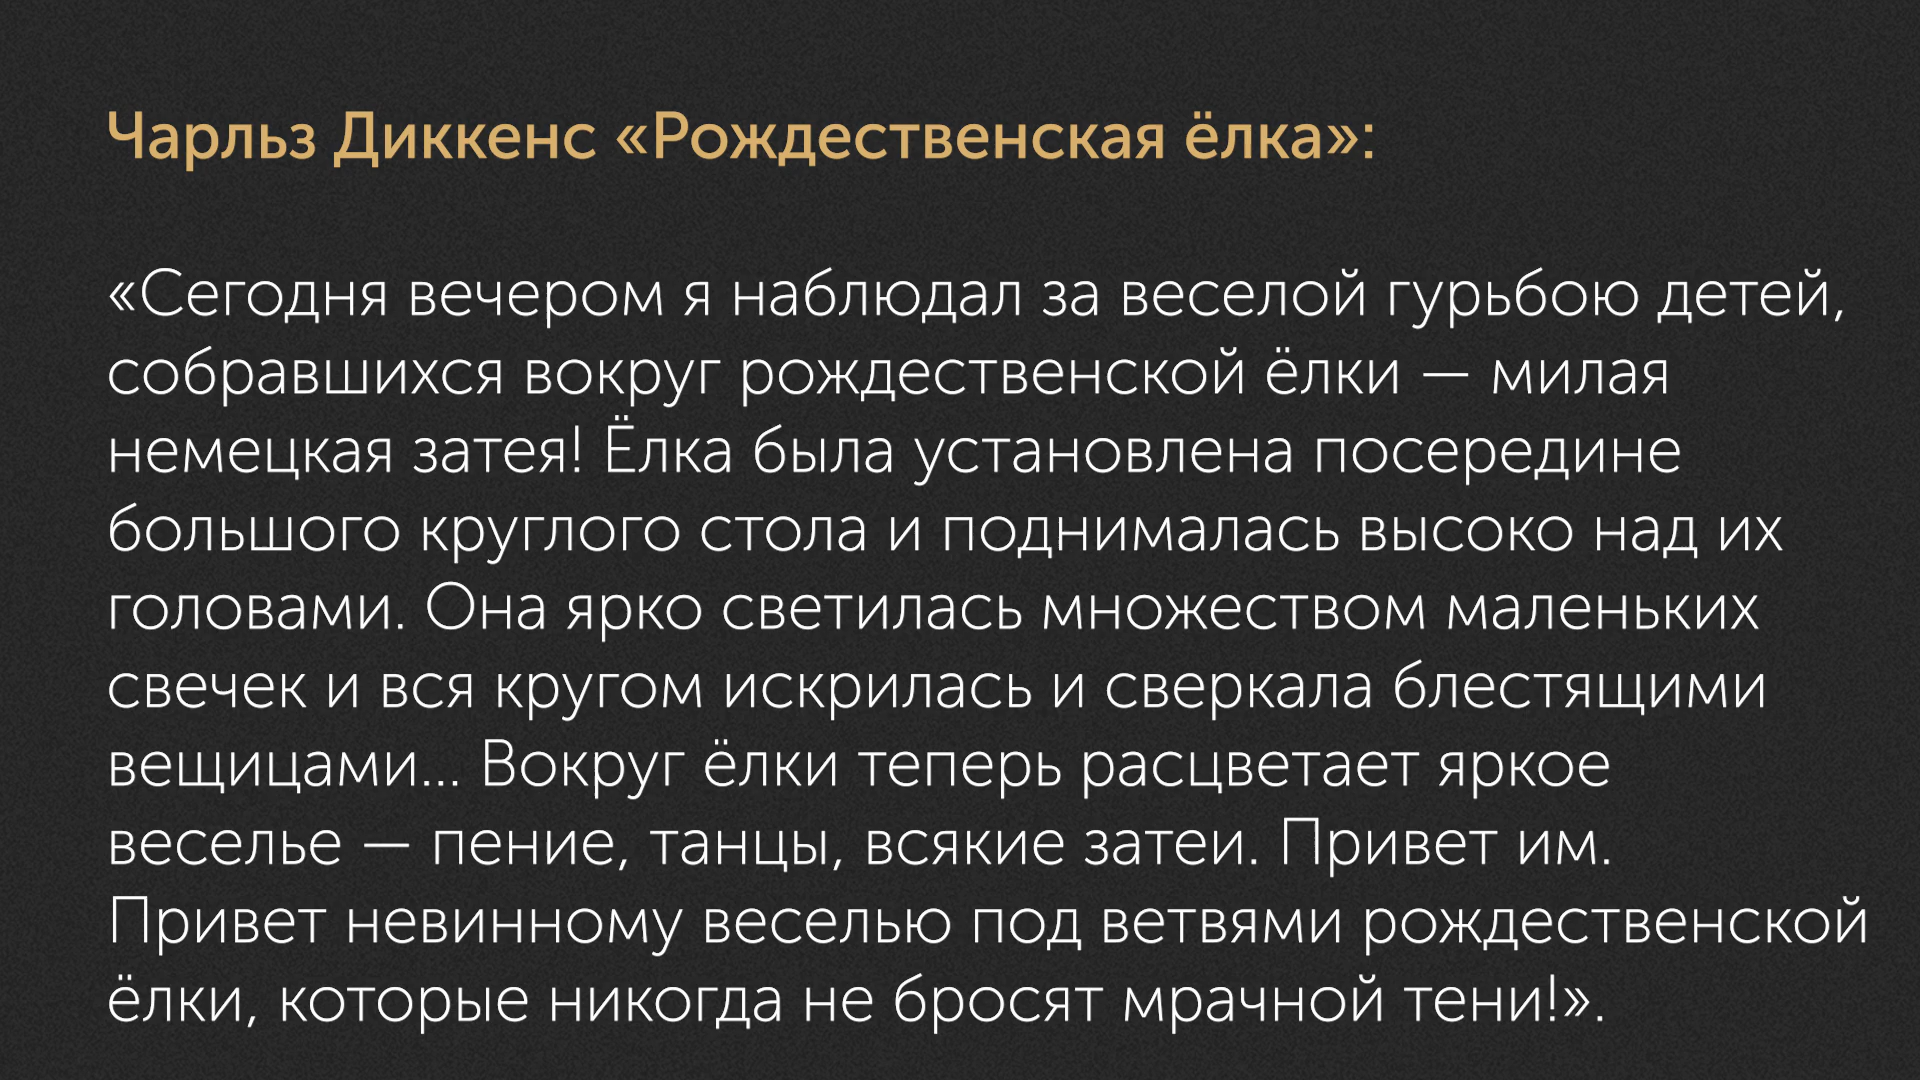 Чарльз Диккенс «Рождественская ёлка»:
«Сегодня вечером я наблюдал за веселой гурьбою детей,
собравшихся вокруг рождественской ёлки — милая
немецкая затея! Ёлка была установлена посередине
большого круглого стола и поднималась высоко над их
головами. Она ярко светилась множеством маленьких
свечек и вся кругом искрилась и сверкала блестящими
вещицами... Вокруг ёлки теперь расцветает яркое
веселье — пение, танцы, всякие затеи. Привет им.
Привет невинному веселью под ветвями рождественской
ёлки, которые никогда не бросят мрачной тени!».